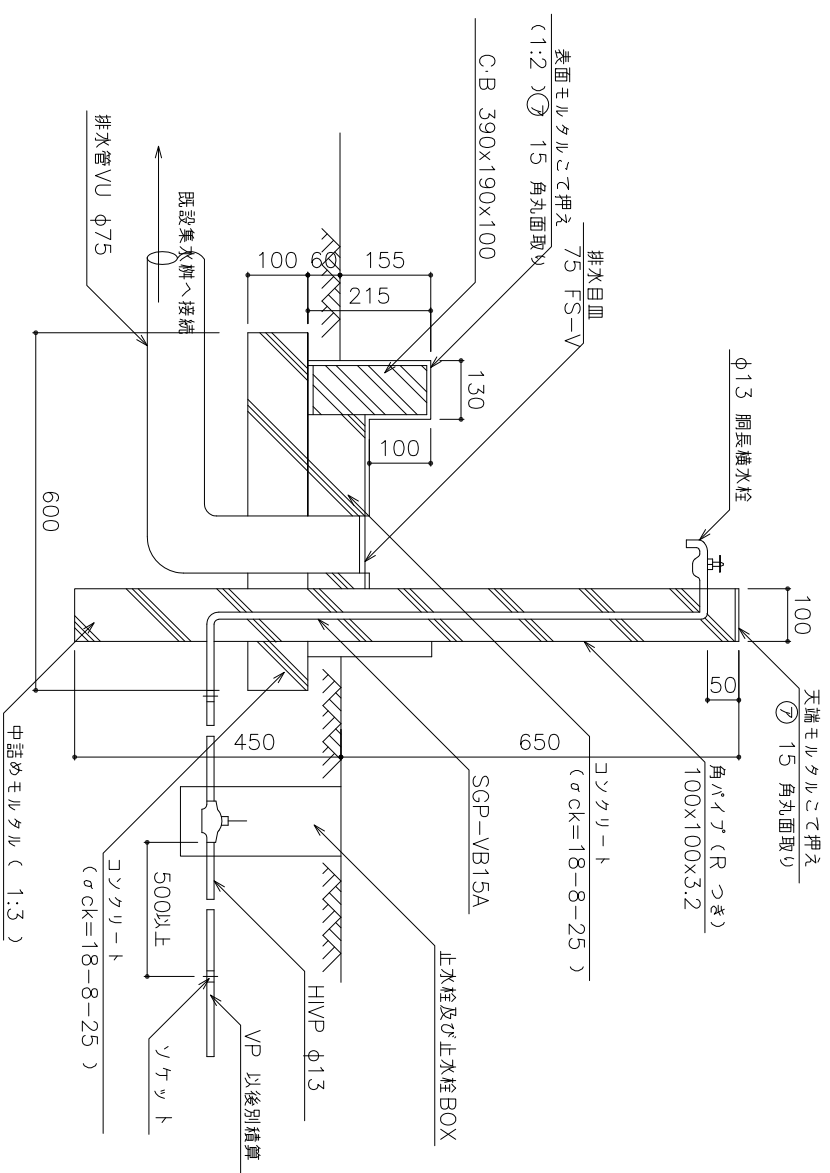 天端モルタルこて押え
㋐ 15 角丸面取り
角パイプ(R つき)
100x100x3.2
φ13 胴長横水栓
排水目皿
75 FS-V
表面モルタルこて押え
(1:2 )㋐ 15 角丸面取り
C·B 390x190x100
コンクリート
(σck=18-8-25 )
SGP-VB15A
止水栓及び止水栓BOX
HIVP φ13
VP 以後別積算
ソケット
コンクリート
(σck=18-8-25 )
中詰めモルタル( 1:3 )
排水管VU φ75
既設集水桝へ接続
100
50
650
450
100
60
155
215
130
100
600
500以上